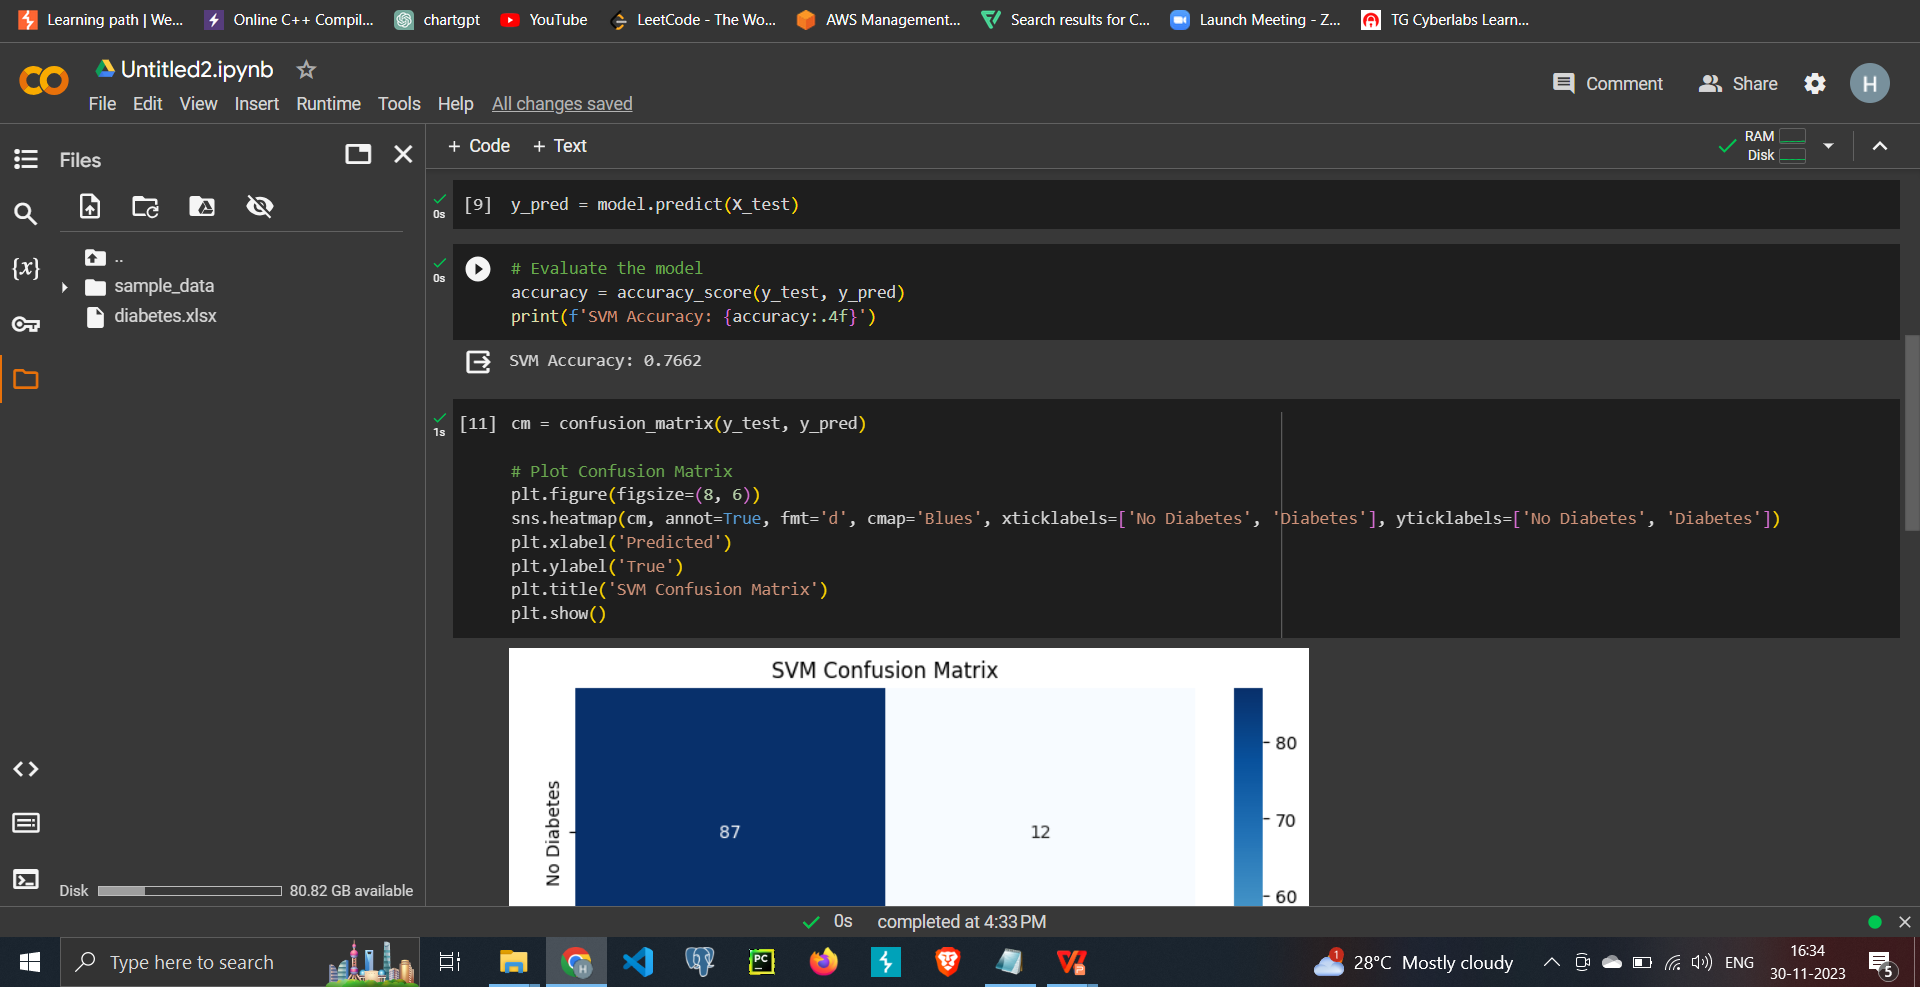 Learning path | We...
Online C++ Compil...
chartgpt
YouTube
LeetCode - The Wo...
AWS Management...
Search results for C...
Launch Meeting - Z...
TG Cyberlabs Learn...
Untitled2.ipynb
Comment
Share
H
File Edit View Insert Runtime Tools Help All changes saved
Files
+ Code + Text
RAM
Disk
..
sample_data
diabetes.xlsx
{x}
0s
[9] y_pred = model.predict(X_test)
0s
# Evaluate the model
accuracy = accuracy_score(y_test, y_pred)
print(f'SVM Accuracy: {accuracy:.4f}')
SVM Accuracy: 0.7662
1s
[11] cm = confusion_matrix(y_test, y_pred)
# Plot Confusion Matrix
plt.figure(figsize=(8, 6))
sns.heatmap(cm, annot=True, fmt='d', cmap='Blues', xticklabels=['No Diabetes', 'Diabetes'], yticklabels=['No Diabetes', 'Diabetes'])
plt.xlabel('Predicted')
plt.ylabel('True')
plt.title('SVM Confusion Matrix')
plt.show()
SVM Confusion Matrix
No Diabetes
87
12
80
70
60
Disk
80.82 GB available
0s completed at 4:33 PM
Type here to search
PC
H
1
28°C Mostly cloudy
ENG
16:34
30-11-2023
5